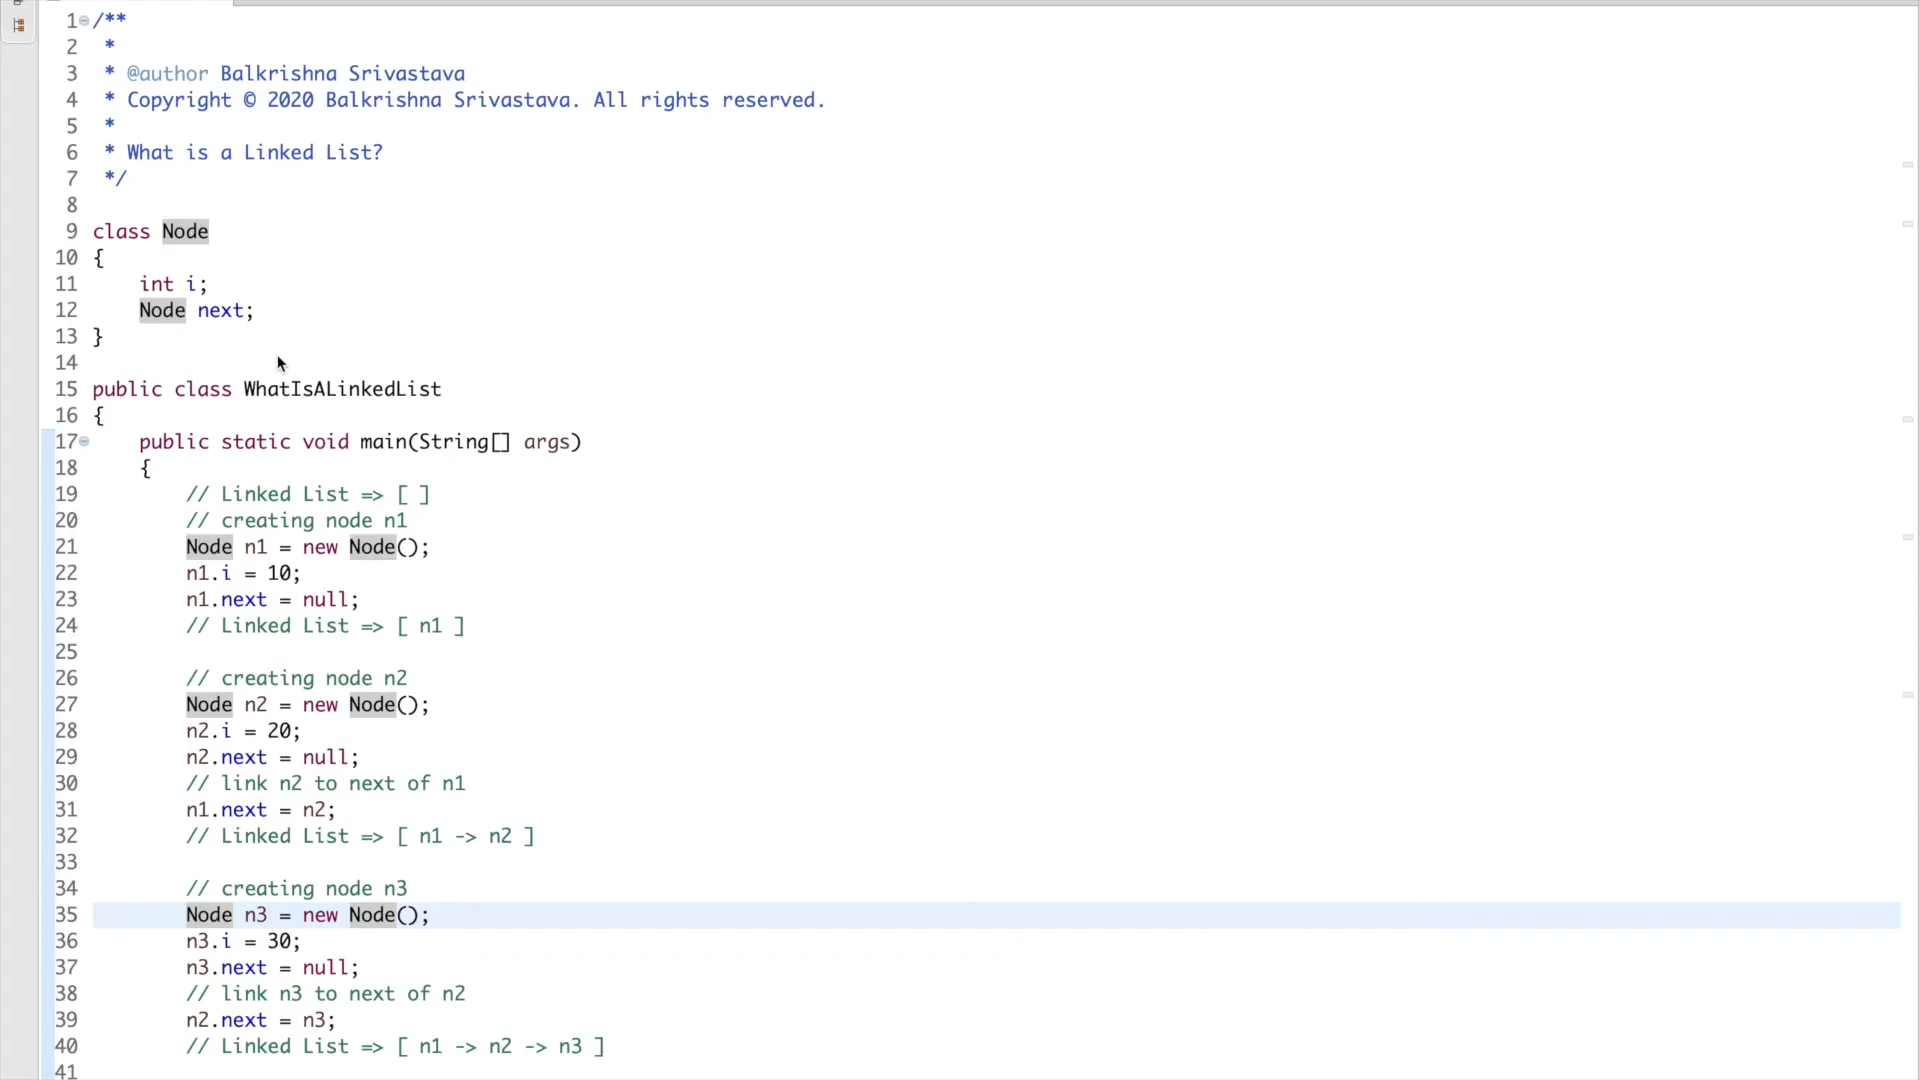 1 /**
2 *
3 * @author Balkrishna Srivastava
4 * Copyright © 2020 Balkrishna Srivastava. All rights reserved.
5 *
6 * What is a Linked List?
7 */
8
9 class Node
10 {
11 int i;
12 Node next;
13 }
14
15 public class WhatIsALinkedList
16 {
17 public static void main(String[] args)
18 {
19 // Linked List => [ ]
20 // creating node n1
21 Node n1 = new Node();
22 n1.i = 10;
23 n1.next = null;
24 // Linked List => [ n1 ]
25
26 // creating node n2
27 Node n2 = new Node();
28 n2.i = 20;
29 n2.next = null;
30 // link n2 to next of n1
31 n1.next = n2;
32 // Linked List => [ n1 -> n2 ]
33
34 // creating node n3
35 Node n3 = new Node();
36 n3.i = 30;
37 n3.next = null;
38 // link n3 to next of n2
39 n2.next = n3;
40 // Linked List => [ n1 -> n2 -> n3 ]
41